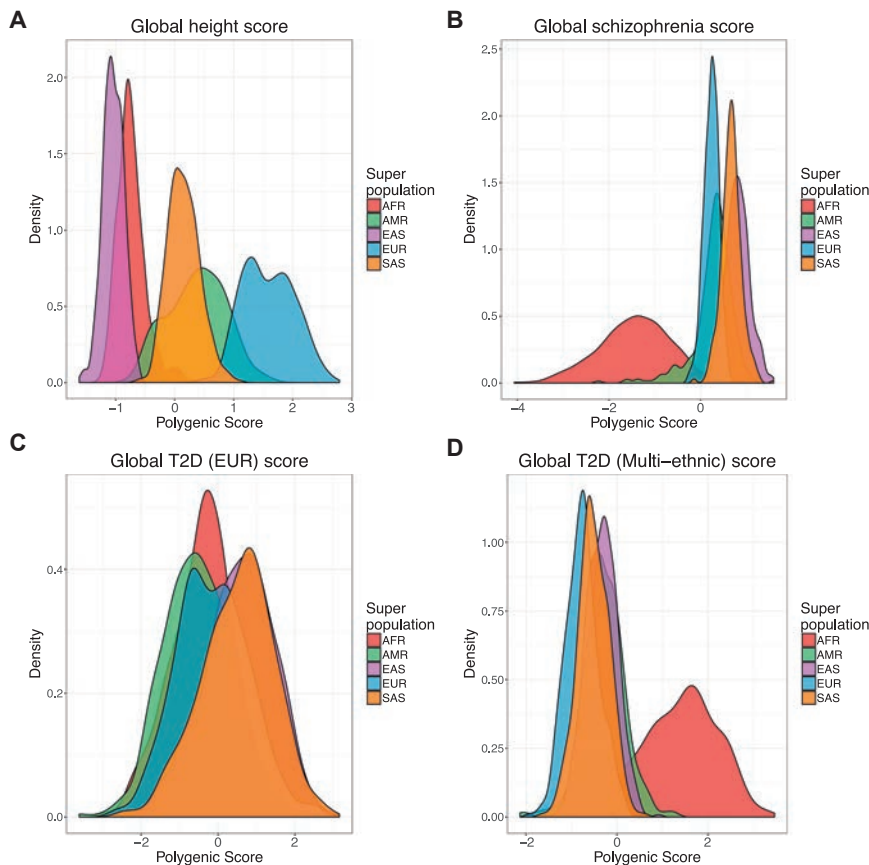 A
Global height score
2.0
1.5
1.0
0.5
0.0
Density
−1
0
1
2
3
Polygenic Score
Super
population
AFR
AMR
EAS
EUR
SAS
B
Global schizophrenia score
2.5
2.0
1.5
1.0
0.5
0.0
Density
−4
−2
0
Polygenic Score
Super
population
AFR
AMR
EAS
EUR
SAS
C
Global T2D (EUR) score
0.4
0.2
0.0
Density
−2
0
2
Polygenic Score
Super
population
AFR
AMR
EAS
EUR
SAS
D
Global T2D (Multi−ethnic) score
1.00
0.75
0.50
0.25
0.00
Density
−2
0
2
Polygenic Score
Super
population
AFR
AMR
EAS
EUR
SAS